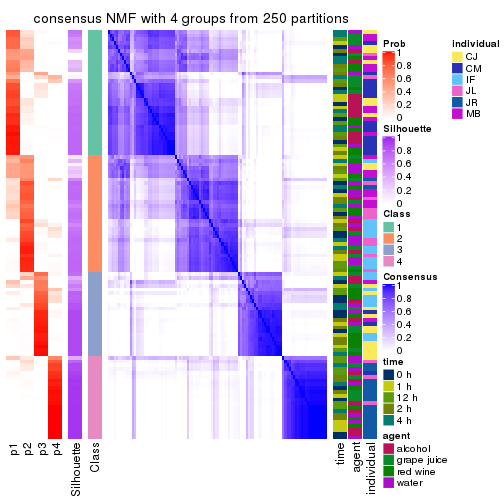 consensus NMF with 4 groups from 250 partitions
Prob
1
0.8
0.6
0.4
0.2
0
Silhouette
1
0.8
0.6
0.4
0.2
0
Class
1
2
3
4
Consensus
1
0.8
0.6
0.4
0.2
0
time
0 h
1 h
12 h
2 h
4 h
agent
alcohol
grape juice
red wine
water
individual
CJ
CM
IF
JL
JR
MB
p1
p2
p3
p4
Silhouette
Class
time
agent
individual